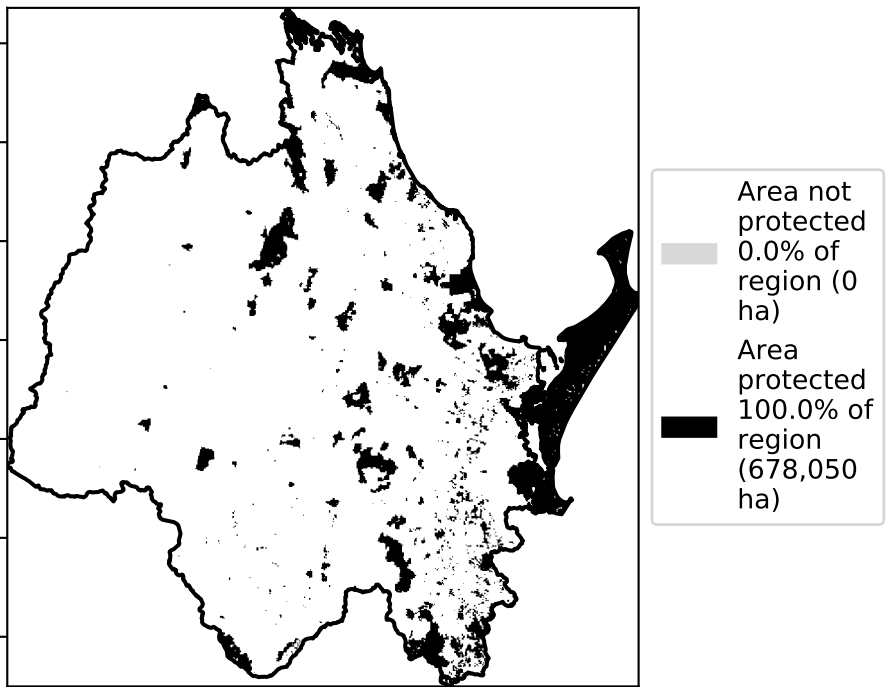 Area not
protected
0.0% of
region (0
ha)
Area
protected
100.0% of
region
(678,050
ha)